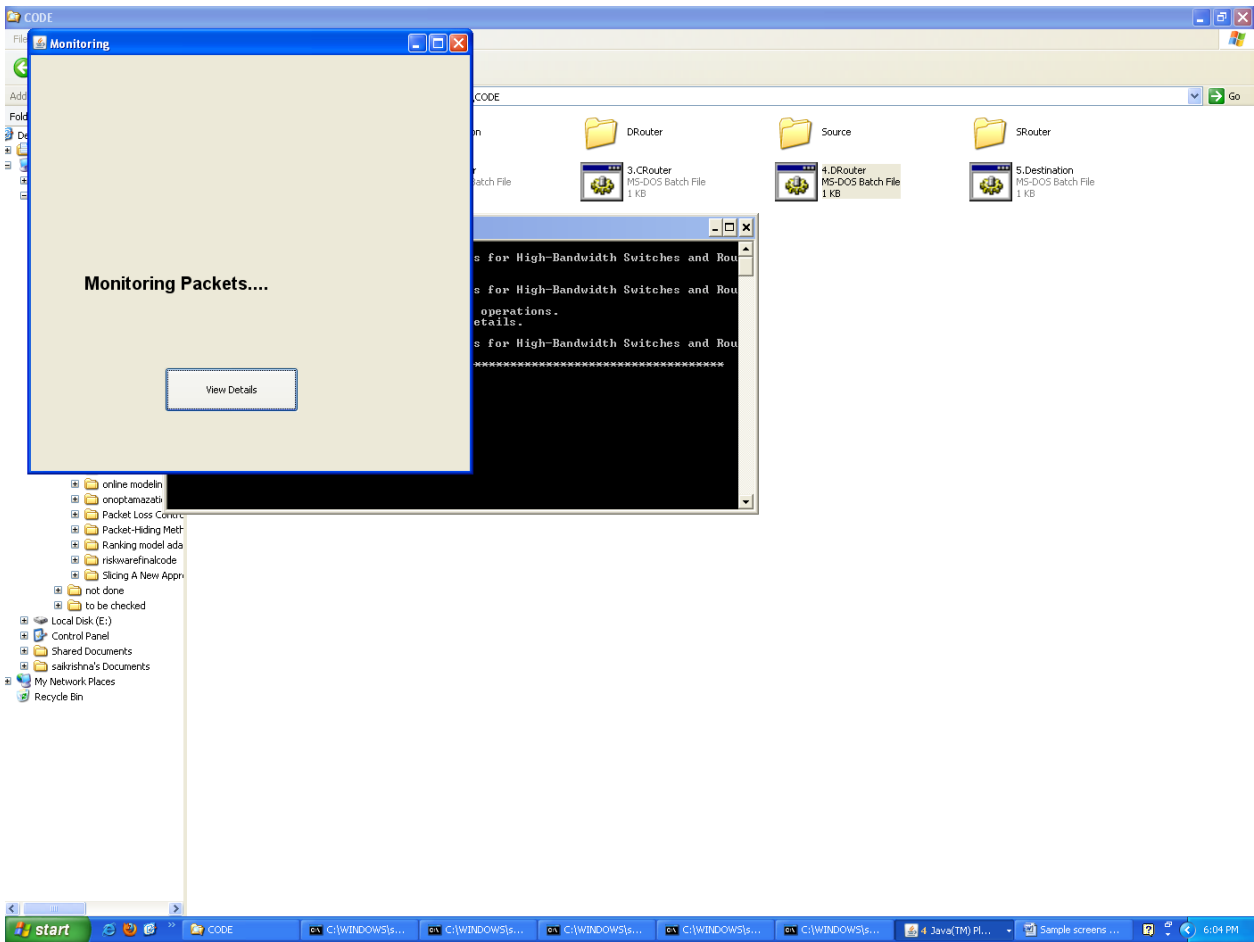 CODE
File
Monitoring
Add
CODE
Go
Fold
De
on
DRouter
Source
SRouter
r
Batch File
3.CRouter
MS-DOS Batch File
1 KB
4.DRouter
MS-DOS Batch File
1 KB
5.Destination
MS-DOS Batch File
1 KB
s for High-Bandwidth Switches and Rou
s for High-Bandwidth Switches and Rou
operations.
etails.
s for High-Bandwidth Switches and Rou
****************************************
Monitoring Packets....
View Details
online modelin
onoptamazati
Packet Loss Contro
Packet-Hiding Meth
Ranking model ada
riskwarefinalcode
Slicing A New Appr
not done
to be checked
Local Disk (E:)
Control Panel
Shared Documents
saikrishna's Documents
My Network Places
Recycle Bin
start
CODE
C:\WINDOWS\s...
C:\WINDOWS\s...
C:\WINDOWS\s...
C:\WINDOWS\s...
C:\WINDOWS\s...
4 Java(TM) Pl...
Sample screens ...
6:04 PM